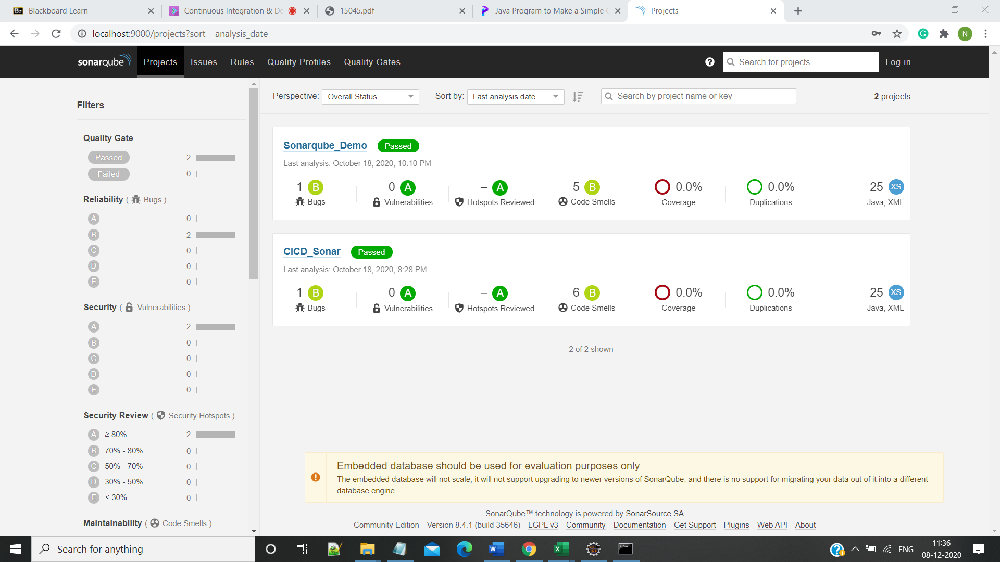 Blackboard Learn
Continuous Integration & De
15045.pdf
Java Program to Make a Simple C
Projects
localhost:9000/projects?sort=-analysis_date
N
sonarqube Projects Issues Rules Quality Profiles Quality Gates
Search for projects...
Log in
Filters
Perspective: Overall Status
Sort by: Last analysis date
Search by project name or key
2 projects
Quality Gate
Passed 2
Failed 0
Reliability ( Bugs )
A 0
B 2
C 0
D 0
E 0
Security ( Vulnerabilities )
A 2
B 0
C 0
D 0
E 0
Security Review ( Security Hotspots )
A ≥ 80% 2
B 70% - 80% 0
C 50% - 70% 0
D 30% - 50% 0
E < 30% 0
Maintainability ( Code Smells )
Sonarqube_Demo Passed
Last analysis: October 18, 2020, 10:10 PM
1 B 0 A – A 5 B 0.0% 0.0% 25 XS
Bugs Vulnerabilities Hotspots Reviewed Code Smells Coverage Duplications Java, XML
CICD_Sonar Passed
Last analysis: October 18, 2020, 8:28 PM
1 B 0 A – A 6 B 0.0% 0.0% 25 XS
Bugs Vulnerabilities Hotspots Reviewed Code Smells Coverage Duplications Java, XML
2 of 2 shown
Embedded database should be used for evaluation purposes only
The embedded database will not scale, it will not support upgrading to newer versions of SonarQube, and there is no support for migrating your data out of it into a different
database engine.
SonarQube™ technology is powered by SonarSource SA
Community Edition - Version 8.4.1 (build 35646) - LGPL v3 - Community - Documentation - Get Support - Plugins - Web API - About
Search for anything
ENG
11:36
08-12-2020